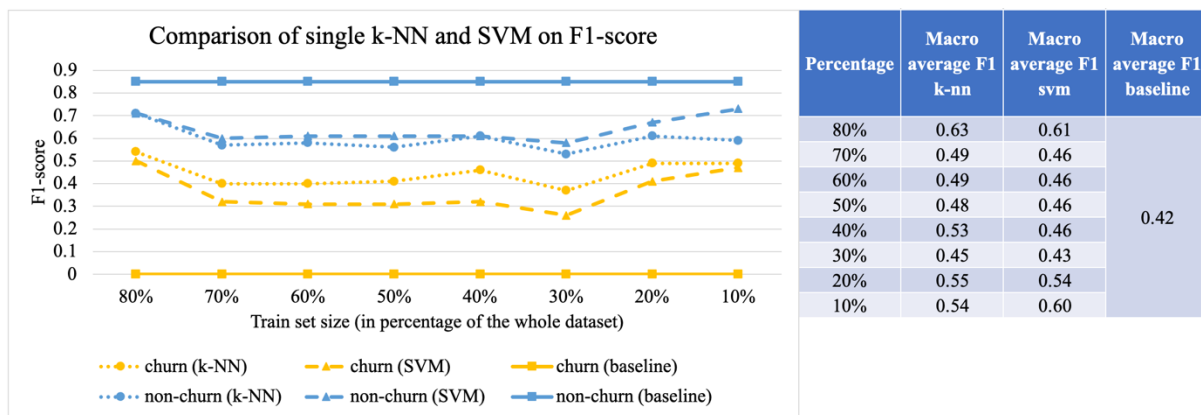 Comparison of single k-NN and SVM on F1-score
F1-score
0.9
0.8
0.7
0.6
0.5
0.4
0.3
0.2
0.1
0
80% 70% 60% 50% 40% 30% 20% 10%
Train set size (in percentage of the whole dataset)
churn (k-NN) churn (SVM) churn (baseline)
non-churn (k-NN) non-churn (SVM) non-churn (baseline)
Percentage Macro average F1 k-nn Macro average F1 svm Macro average F1 baseline
80% 0.63 0.61
70% 0.49 0.46
60% 0.49 0.46
50% 0.48 0.46
0.42
40% 0.53 0.46
30% 0.45 0.43
20% 0.55 0.54
10% 0.54 0.60